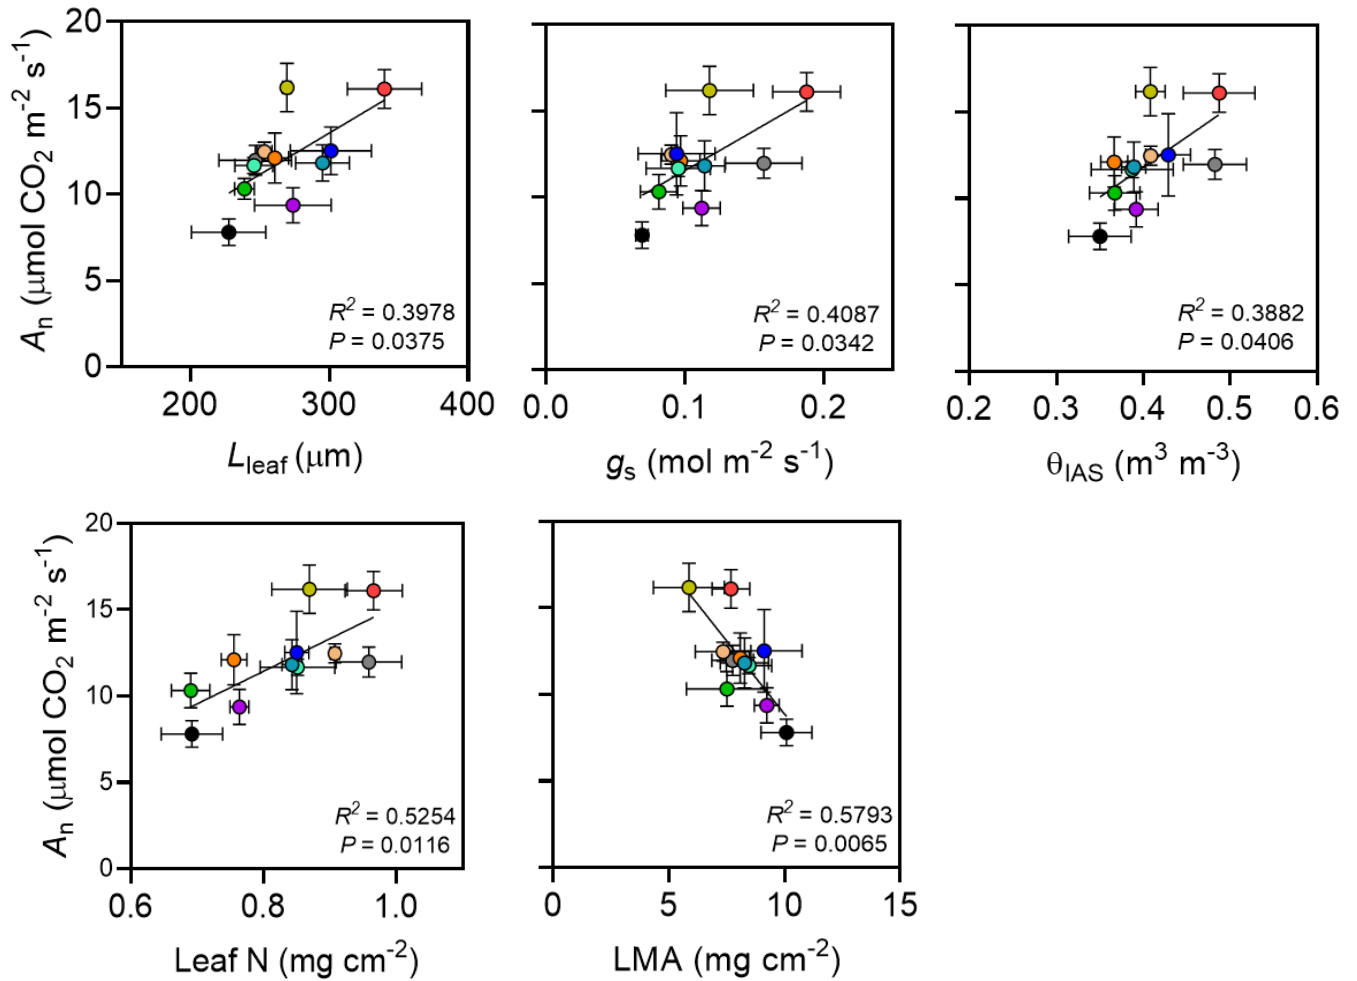 20
15
10
5
0
Aₙ (μmol CO₂ m⁻² s⁻¹)
R² = 0.3978
P = 0.0375
200 300 400
L_leaf (μm)
R² = 0.4087
P = 0.0342
0.0 0.1 0.2
gₛ (mol m⁻² s⁻¹)
R² = 0.3882
P = 0.0406
0.2 0.3 0.4 0.5 0.6
θ_IAS (m³ m⁻³)
20
15
10
5
0
Aₙ (μmol CO₂ m⁻² s⁻¹)
R² = 0.5254
P = 0.0116
0.6 0.8 1.0
Leaf N (mg cm⁻²)
R² = 0.5793
P = 0.0065
0 5 10 15
LMA (mg cm⁻²)